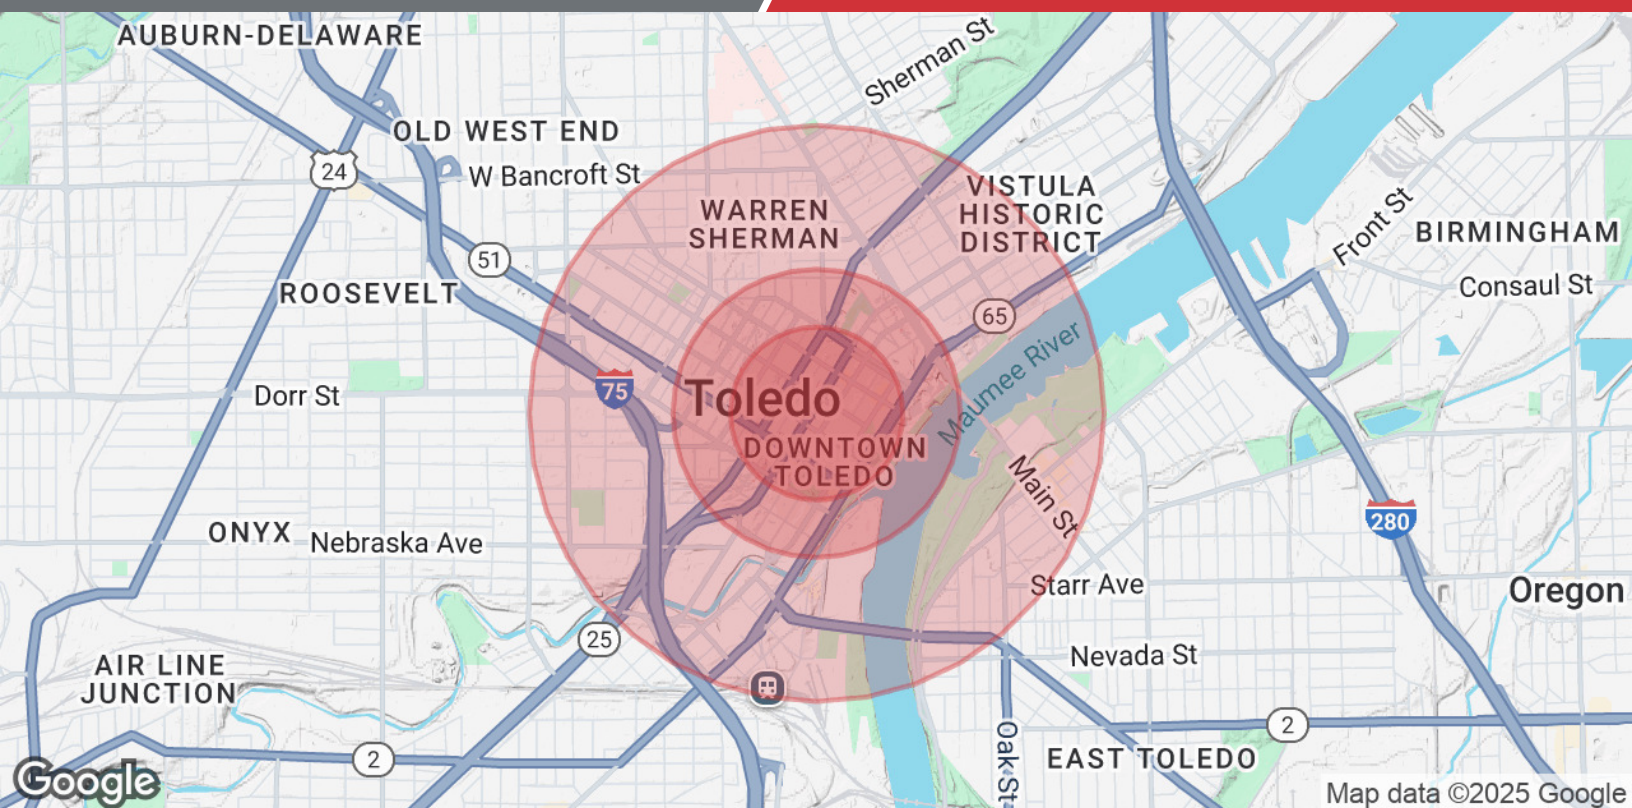 AUBURN-DELAWARE
Sherman St
OLD WEST END
24
W Bancroft St
VISTULA
HISTORIC
DISTRICT
WARREN
SHERMAN
Front St
BIRMINGHAM
51
Consaul St
ROOSEVELT
65
Maumee River
75
Dorr St
Toledo
DOWNTOWN
TOLEDO
Main St
280
ONYX
Nebraska Ave
Starr Ave
Oregon
25
AIR LINE
JUNCTION
Nevada St
2
Oak St
2
EAST TOLEDO
Google
Map data ©2025 Google